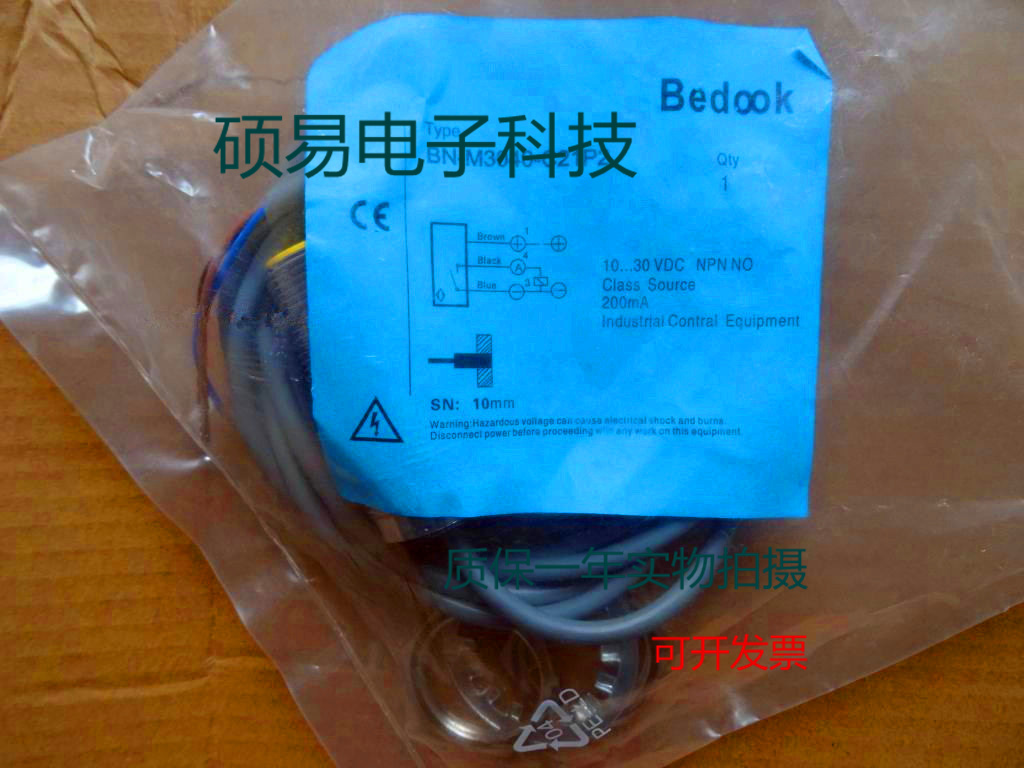 Bedook
硕易电子科技
Type
Qty
1
CE
Brown 1
Black 4
A
Blue 3
10...30 VDC NPN NO
Class Source
200mA
Industrial Contral Equipment
SN: 10mm
Warning:Hazardous voltage can cause electrical shock and burns.
Disconnect power before proceeding with any work on this equipment.
质保一年实物拍摄
可开发票
04